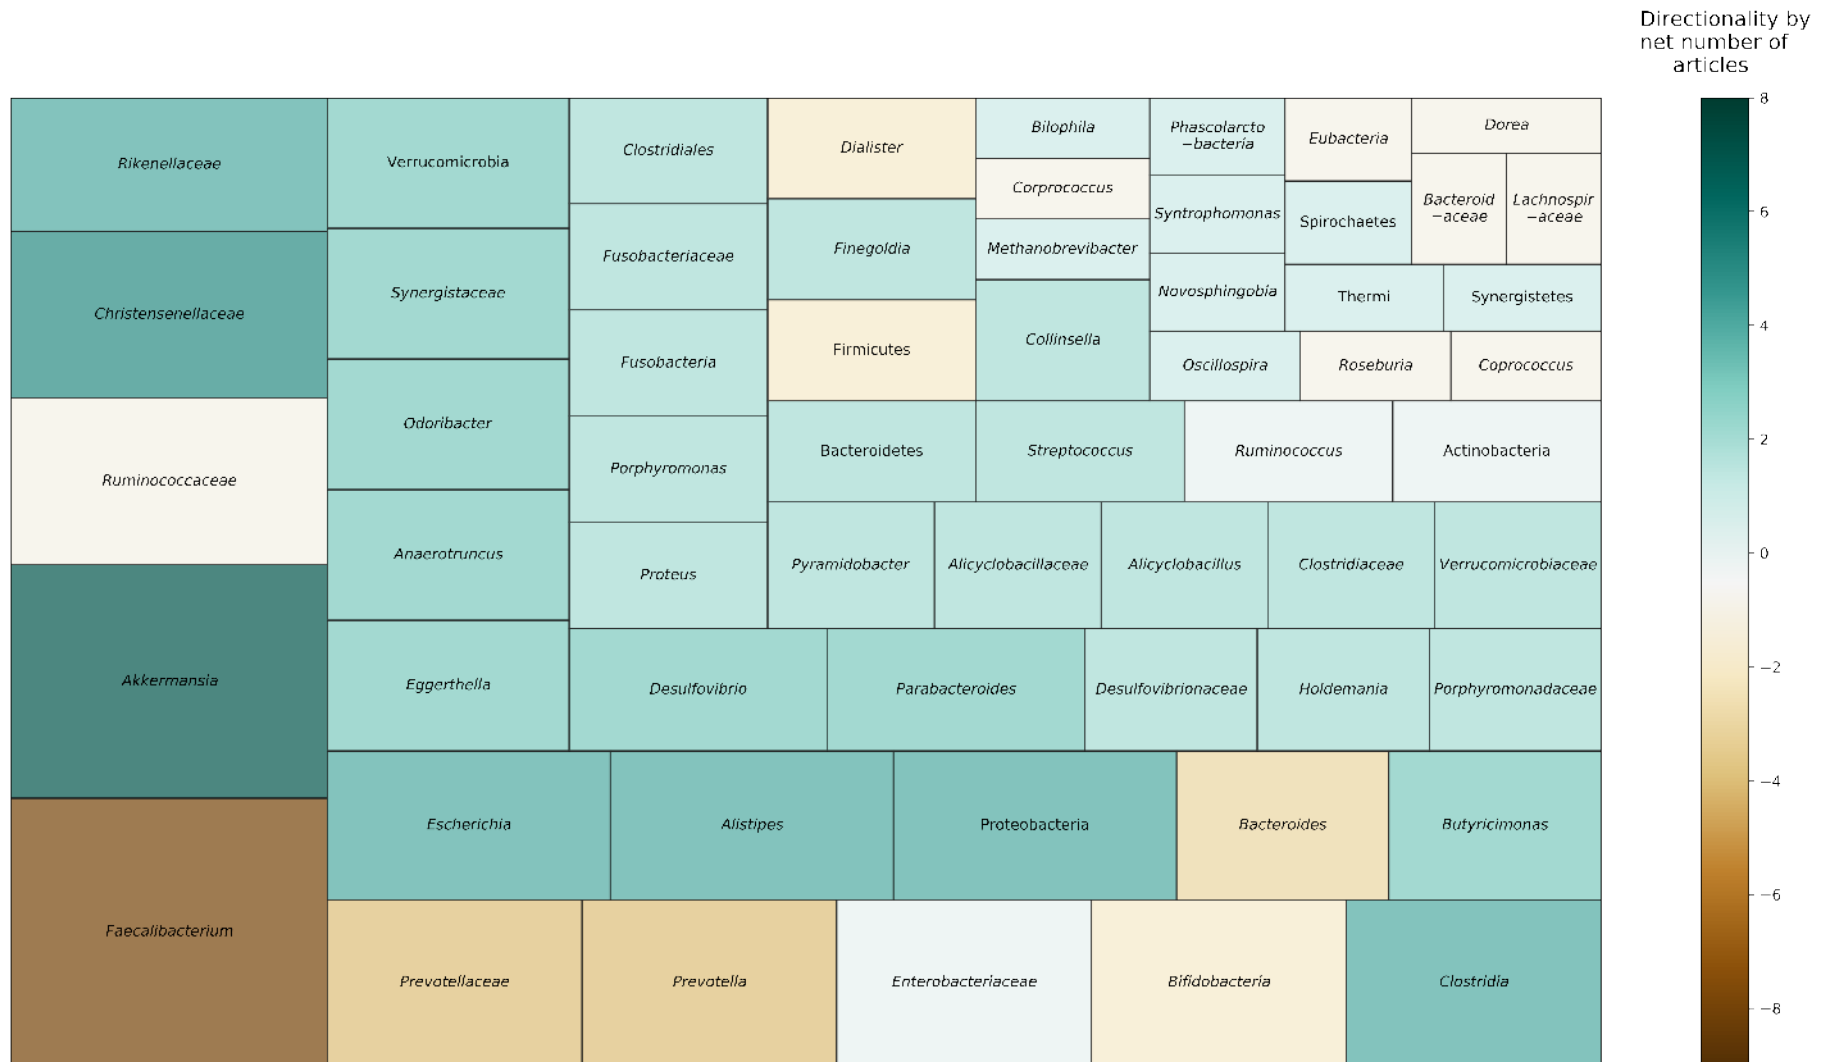 Directionality by
net number of
articles
Rikenellaceae
Christensenellaceae
Ruminococcaceae
Akkermansia
Faecalibacterium
Verrucomicrobia
Synergistaceae
Odoribacter
Anaerotruncus
Eggerthella
Clostridiales
Fusobacteriaceae
Fusobacteria
Porphyromonas
Proteus
Dialister
Finegoldia
Firmicutes
Bacteroidetes
Bilophila
Corprococcus
Methanobrevibacter
Collinsella
Streptococcus
Phascolarcto
−bacteria
Syntrophomonas
Novosphingobia
Oscillospira
Eubacteria
Spirochaetes
Dorea
Bacteroid
−aceae
Lachnospir
−aceae
Thermi
Synergistetes
Roseburia
Coprococcus
Ruminococcus
Actinobacteria
Pyramidobacter
Alicyclobacillaceae
Alicyclobacillus
Clostridiaceae
Verrucomicrobiaceae
Desulfovibrio
Parabacteroides
Desulfovibrionaceae
Holdemania
Porphyromonadaceae
Escherichia
Alistipes
Proteobacteria
Bacteroides
Butyricimonas
Prevotellaceae
Prevotella
Enterobacteriaceae
Bifidobacteria
Clostridia
8
6
4
2
0
−2
−4
−6
−8